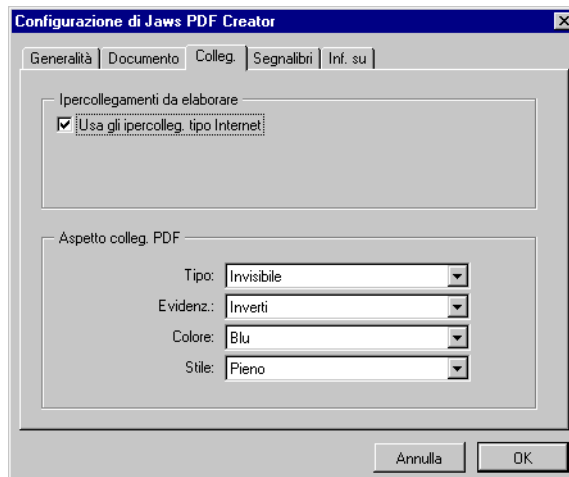 Configurazione di Jaws PDF Creator
Generalità Documento Colleg. Segnalibri Inf. su
Ipercollegamenti da elaborare
Usa gli ipercolleg. tipo Internet
Aspetto colleg. PDF
Tipo: Invisibile
Evidenz.: Inverti
Colore: Blu
Stile: Pieno
Annulla OK